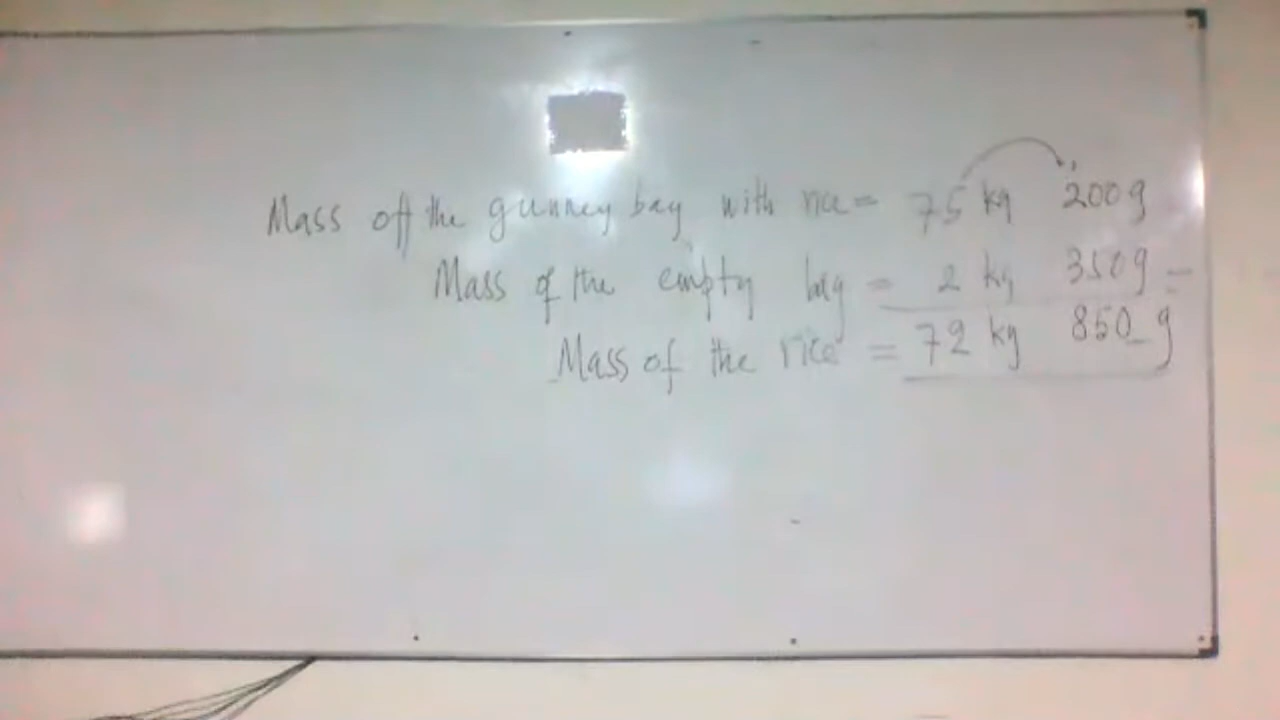 Mass off the gunney bag with rice = 75 kg 200 g
Mass of the empty bag = 2 kg 350 g -
Mass of the rice = 72 kg 850 g